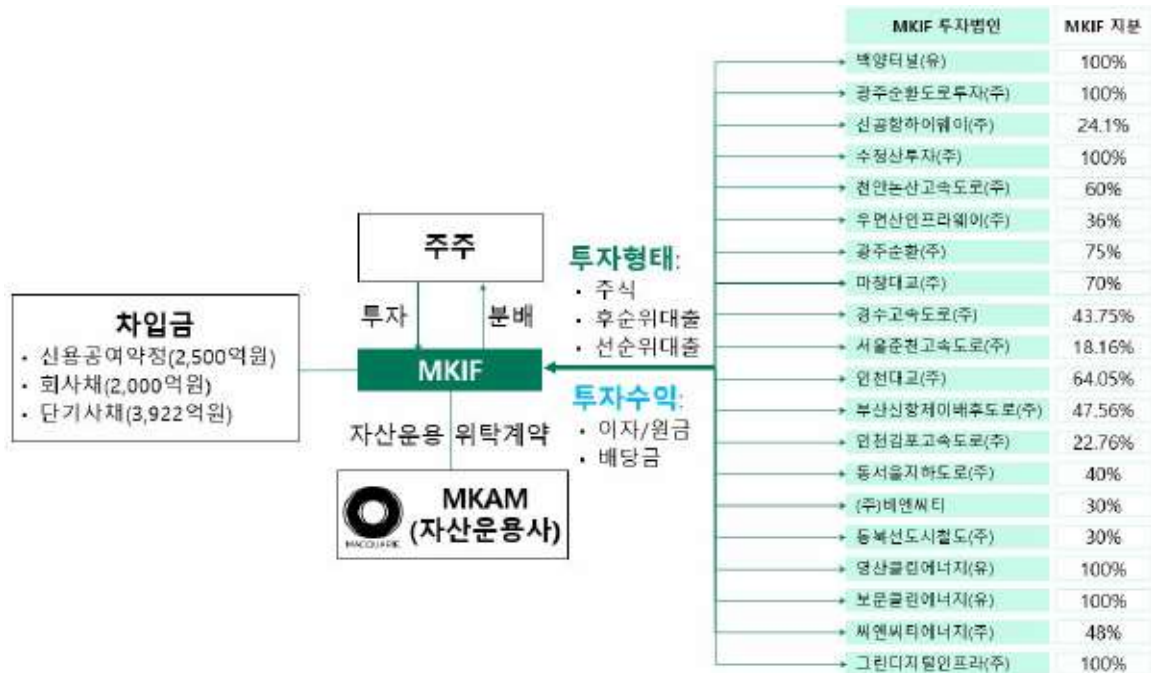 주주
투자
분배
차입금
• 신용공여약정(2,500억원)
• 회사채(2,000억원)
• 단기사채(3,922억원)
MKIF
자산운용 위탁계약
MACQUARIE
MKAM
(자산운용사)
투자형태:
• 주식
• 후순위대출
• 선순위대출
투자수익:
• 이자/원금
• 배당금
MKIF 투자법인 MKIF 지분
백양터널(유) 100%
광주순환도로투자(주) 100%
신공항하이웨이(주) 24.1%
수정산투자(주) 100%
천안논산고속도로(주) 60%
우면산인프라웨이(주) 36%
광주순환(주) 75%
마창대교(주) 70%
경수고속도로(주) 43.75%
서울춘천고속도로(주) 18.16%
인천대교(주) 64.05%
부산신항제이배후도로(주) 47.56%
인천김포고속도로(주) 22.76%
동서울지하도로(주) 40%
(주)비엔씨티 30%
동북선도시철도(주) 30%
영산클린에너지(유) 100%
보문클린에너지(유) 100%
씨엔씨티에너지(주) 48%
그린디지털인프라(주) 100%